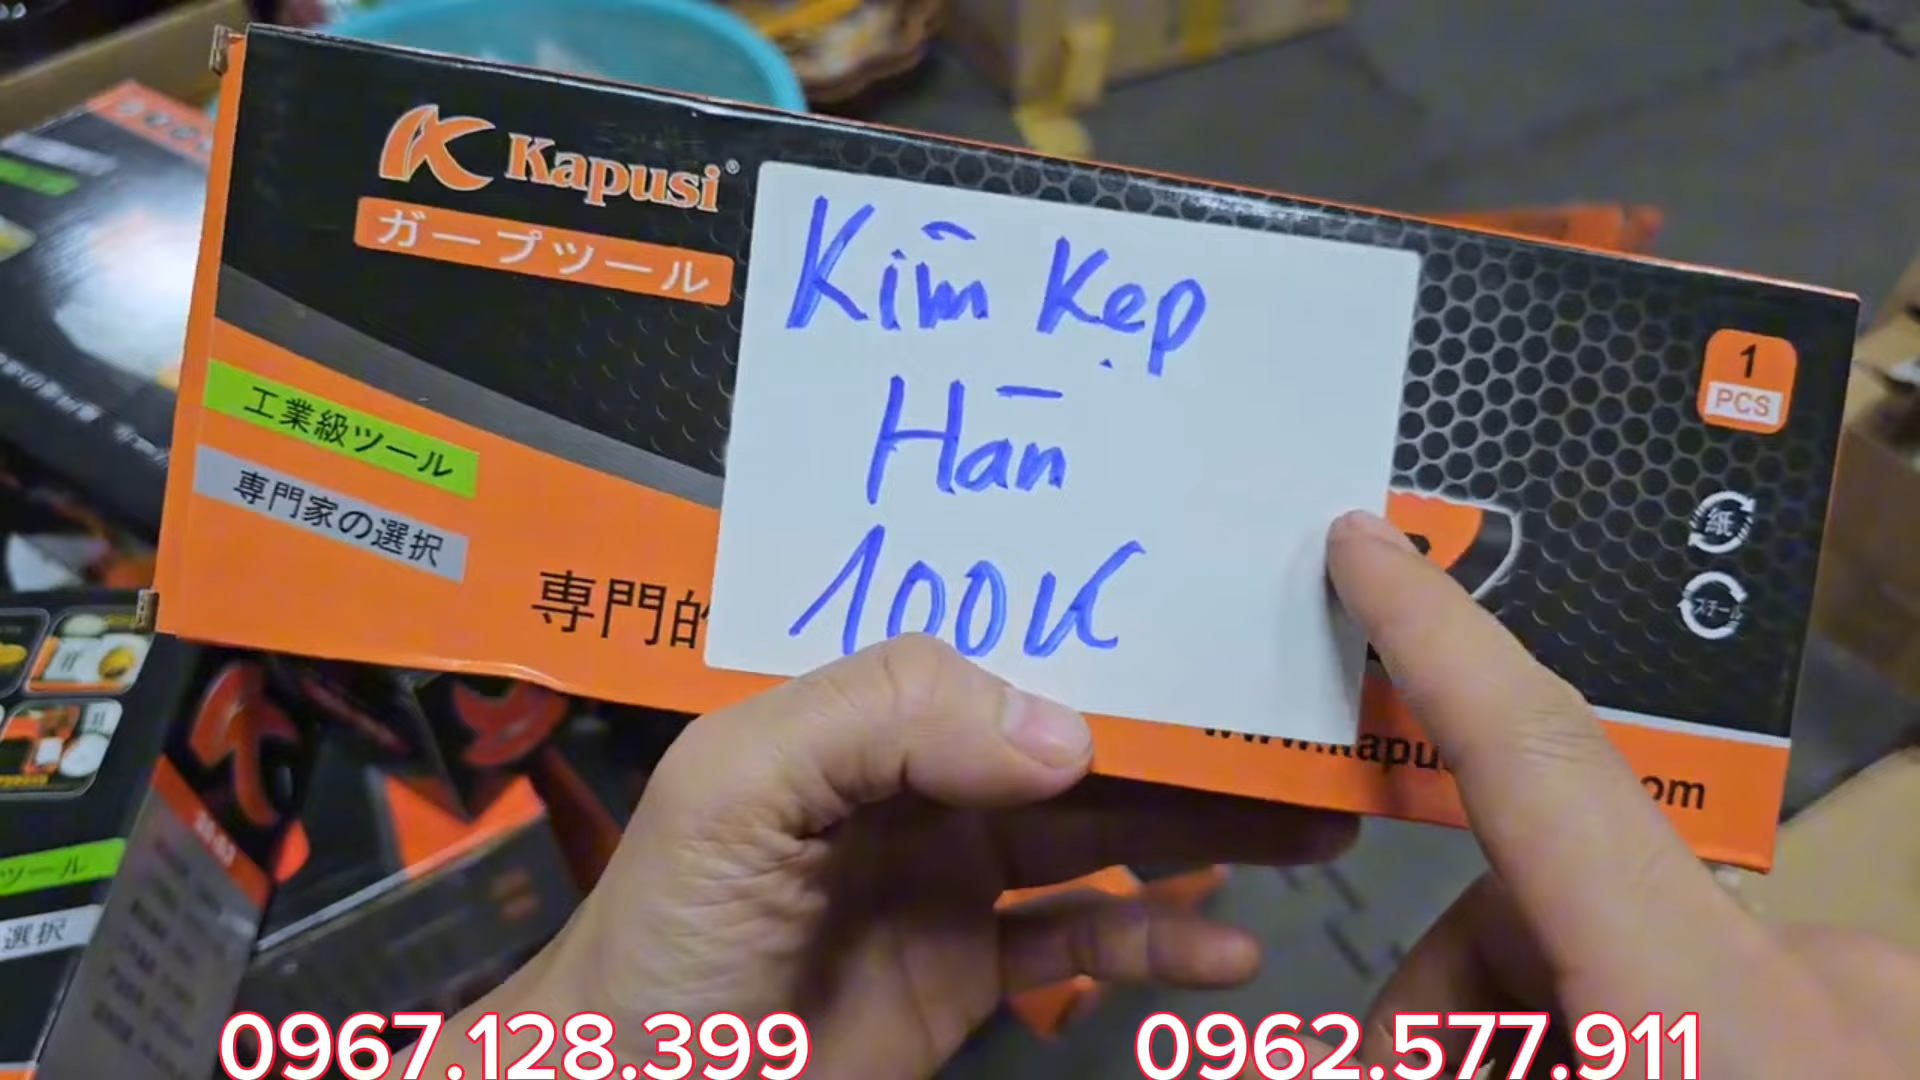 Kapusi®
ガープツール
Kìm Kẹp
Hàn
100K
1
PCS
工業級ツール
専門家の選択
専門的
紙
スチール
www.kapu
om
ツール
選択
0967.128.399
0962.577.911